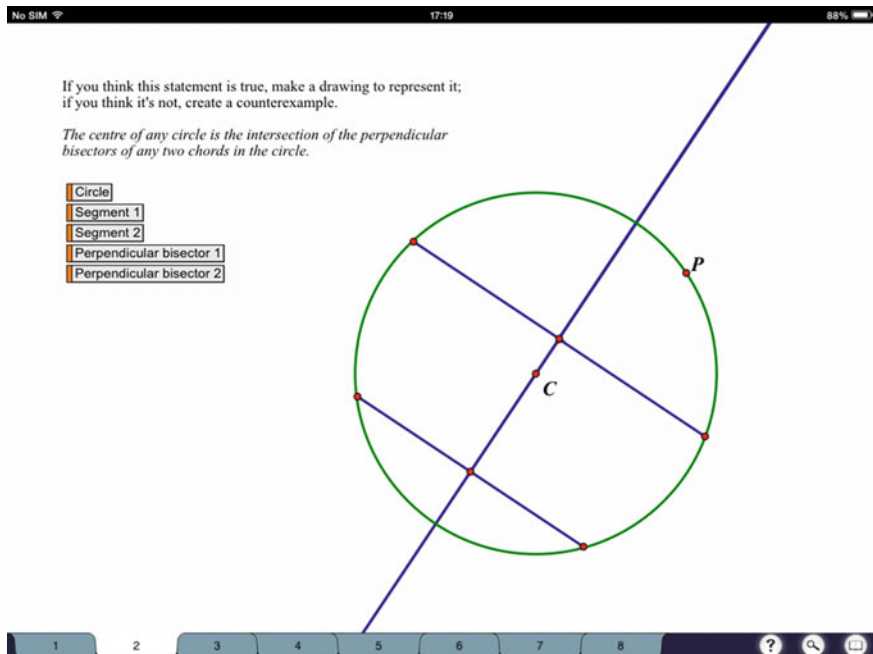 No SIM 17:19 88%
If you think this statement is true, make a drawing to represent it;
if you think it's not, create a counterexample.
The centre of any circle is the intersection of the perpendicular
bisectors of any two chords in the circle.
Circle
Segment 1
Segment 2
Perpendicular bisector 1
Perpendicular bisector 2
P
C
1 2 3 4 5 6 7 8 ?